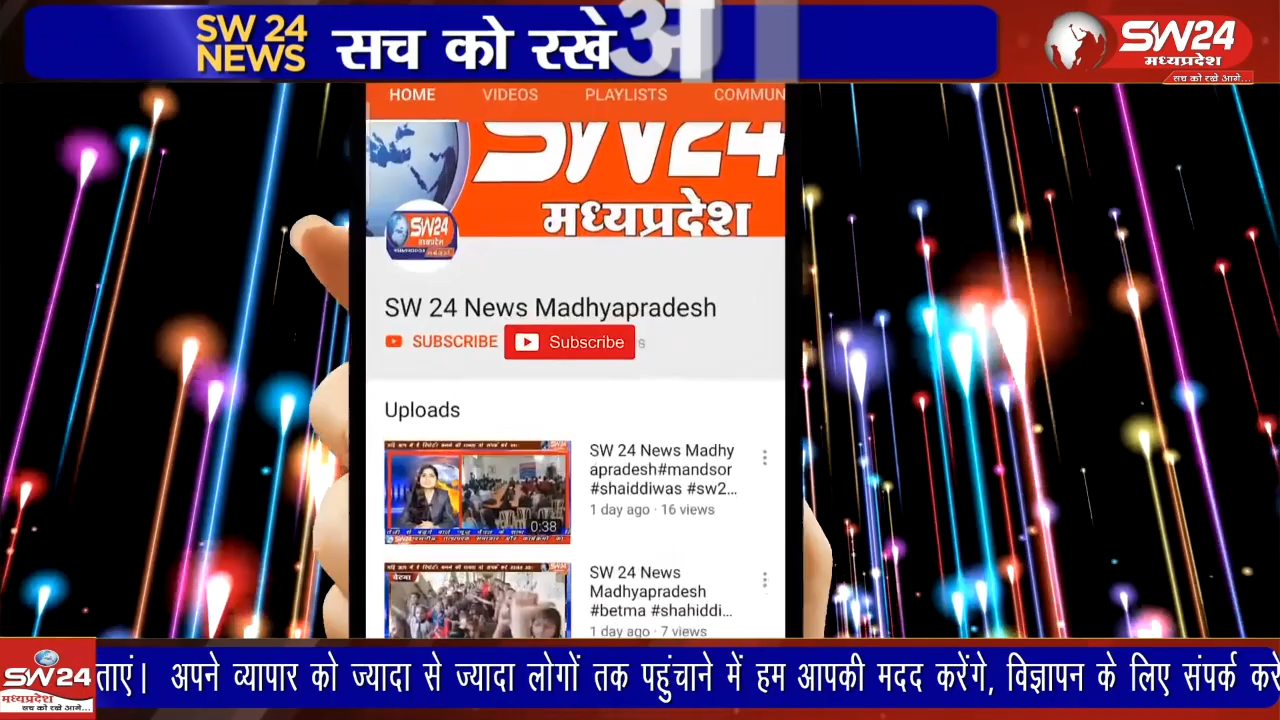 SW 24
NEWS
सच को रखे
SW24
मध्यप्रदेश
सच को रखे आगे...
HOME VIDEOS PLAYLISTS COMMUN
SW24
मध्यप्रदेश
SW24
SW 24 News Madhyapradesh
SUBSCRIBE Subscribe
Uploads
SW 24 News Madhy
apradesh#mandsor
#shaiddiwas #sw2...
1 day ago · 16 views
0:38
SW 24 News
Madhyapradesh
#betma #shahiddi...
1 day ago · 7 views
बेटमा
SW24
मध्यप्रदेश
सच को रखे आगे...
ताएं। अपने व्यापार को ज्यादा से ज्यादा लोगों तक पहुंचाने में हम आपकी मदद करेंगे, विज्ञापन के लिए संपर्क करे